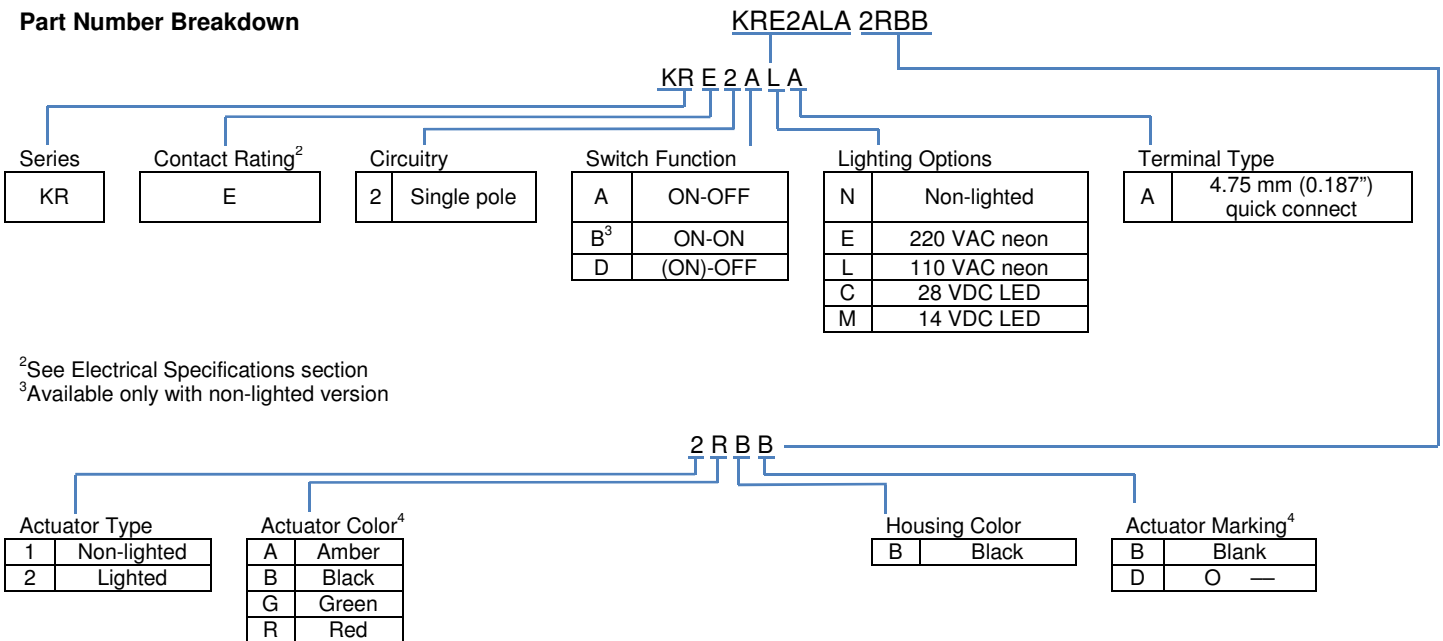 Part Number Breakdown
KRE2ALA 2RBB
KR E 2 A L A
Series
KR
Contact Rating²
E
Circuitry
2 Single pole
Switch Function
A ON-OFF
B³ ON-ON
D (ON)-OFF
Lighting Options
N Non-lighted
E 220 VAC neon
L 110 VAC neon
C 28 VDC LED
M 14 VDC LED
Terminal Type
A 4.75 mm (0.187”)
quick connect
²See Electrical Specifications section
³Available only with non-lighted version
2 R B B
Actuator Type
1 Non-lighted
2 Lighted
Actuator Color⁴
A Amber
B Black
G Green
R Red
Housing Color
B Black
Actuator Marking⁴
B Blank
D O —